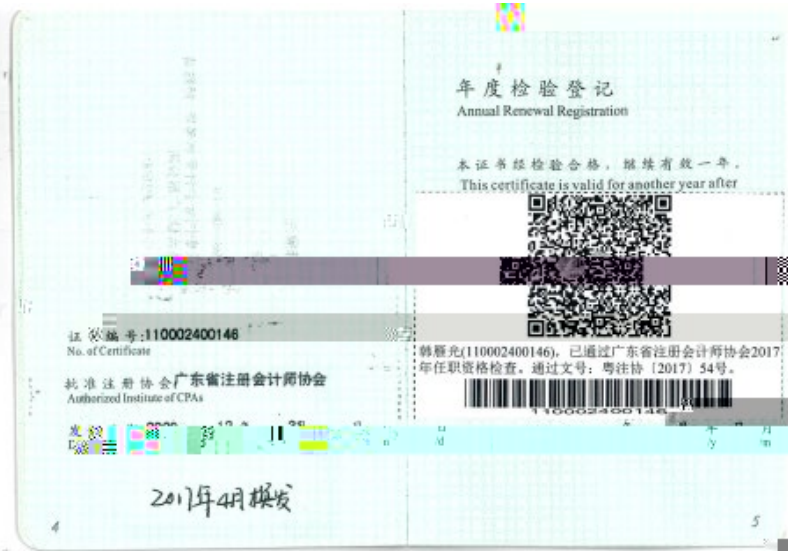 证书编号:110002400146
No. of Certificate
批准注册协会广东省注册会计师协会
Authorized Institute of CPAs
2017年4月换发
4
年度检验登记
Annual Renewal Registration
本证书经检验合格,继续有效一年。
This certificate is valid for another year after
韩雁光(110002400146),已通过广东省注册会计师协会2017
年任职资格检查。通过文号:粤注协〔2017〕54号。
110002400146
年 月
/y /m
5